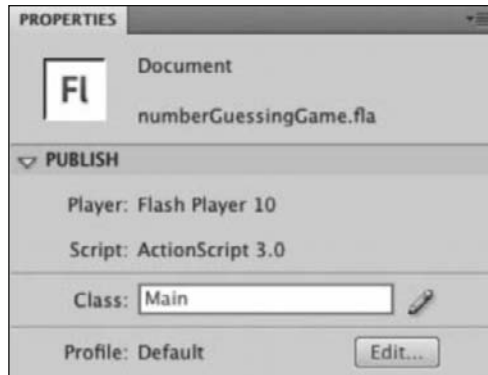 PROPERTIES
Fl
Document
numberGuessingGame.fla
PUBLISH
Player: Flash Player 10
Script: ActionScript 3.0
Class: Main
Profile: Default Edit...